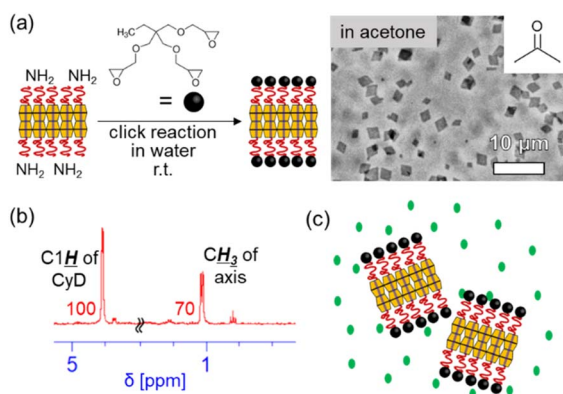 (a)
H₃C
O
O
O
O
O
O
NH₂ NH₂
NH₂ NH₂
=
click reaction
in water
r.t.
in acetone
O
10 μm
(b)
C1H of
CyD
CH₃ of
axis
100
70
5
1
δ [ppm]
(c)